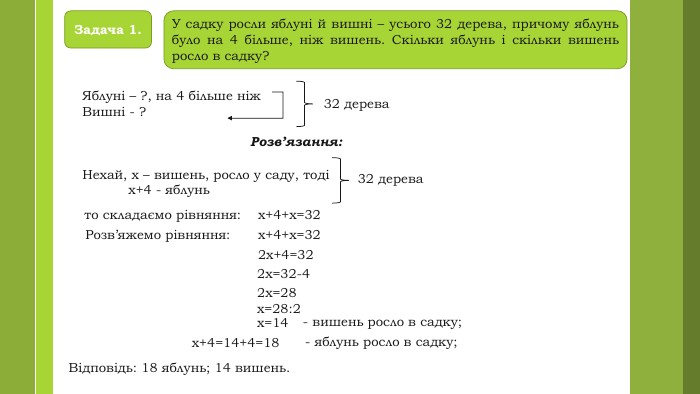 Задача 1.
У садку росли яблуні й вишні – усього 32 дерева, причому яблунь
було на 4 більше, ніж вишень. Скільки яблунь і скільки вишень
росло в садку?
Яблуні – ?, на 4 більше ніж
Вишні - ?
32 дерева
Розв’язання:
Нехай, х – вишень, росло у саду, тоді
х+4 - яблунь
32 дерева
то складаємо рівняння: х+4+х=32
Розв’яжемо рівняння: х+4+х=32
2х+4=32
2х=32-4
2х=28
х=28:2
х=14 - вишень росло в садку;
х+4=14+4=18 - яблунь росло в садку;
Відповідь: 18 яблунь; 14 вишень.